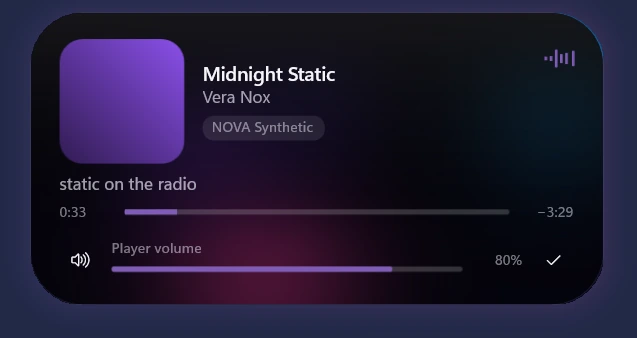 Midnight Static
Vera Nox
NOVA Synthetic
static on the radio
0:33 −3:29
Player volume
80%